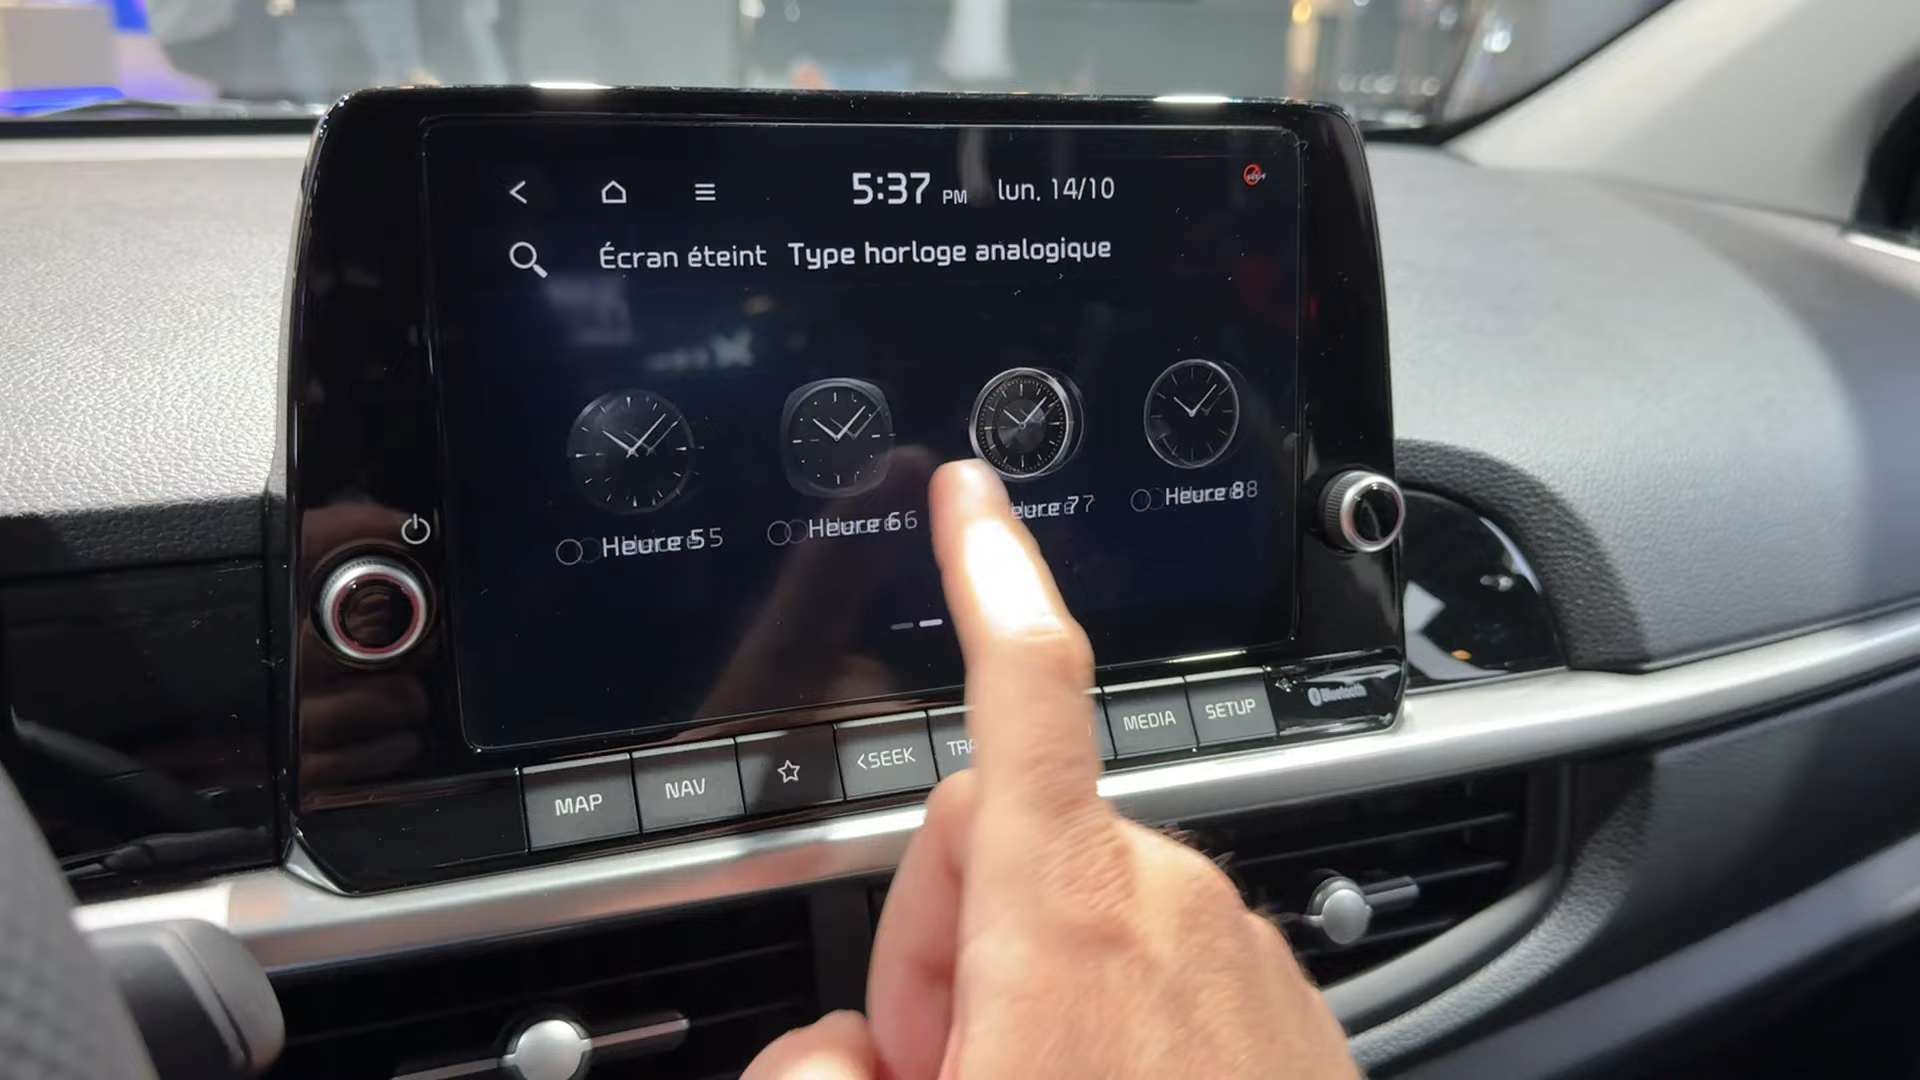 5:37 PM lun. 14/10
Écran éteint Type horloge analogique
Heure 5
Heure 6
Heure 7
Heure 8
MAP
NAV
<SEEK
MEDIA
SETUP
Bluetooth